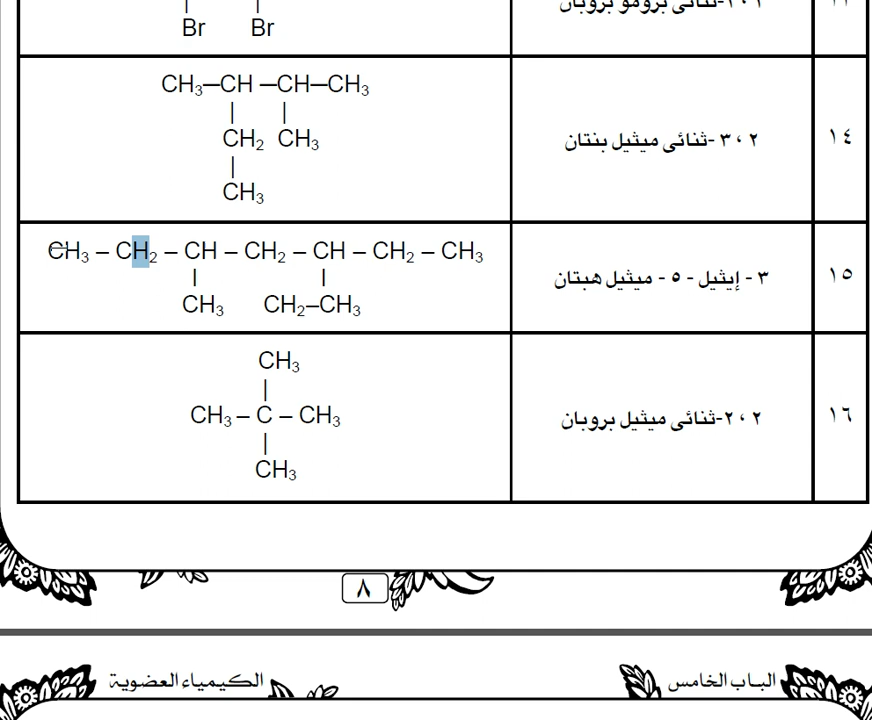 ١،٢-ثنائى برومو بروبان
Br Br
١٤
٢ ، ٣ -ثنائى ميثيل بنتان
CH₃–CH –CH–CH₃
| |
CH₂ CH₃
|
CH₃
١٥
٣ - إيثيل - ٥ - ميثيل هبتان
CH₃ – CH₂ – CH – CH₂ – CH – CH₂ – CH₃
| |
CH₃ CH₂–CH₃
١٦
٢ ، ٢-ثنائى ميثيل بروبان
CH₃
|
CH₃ – C – CH₃
|
CH₃
٨
الباب الخامس
الكيمياء العضوية